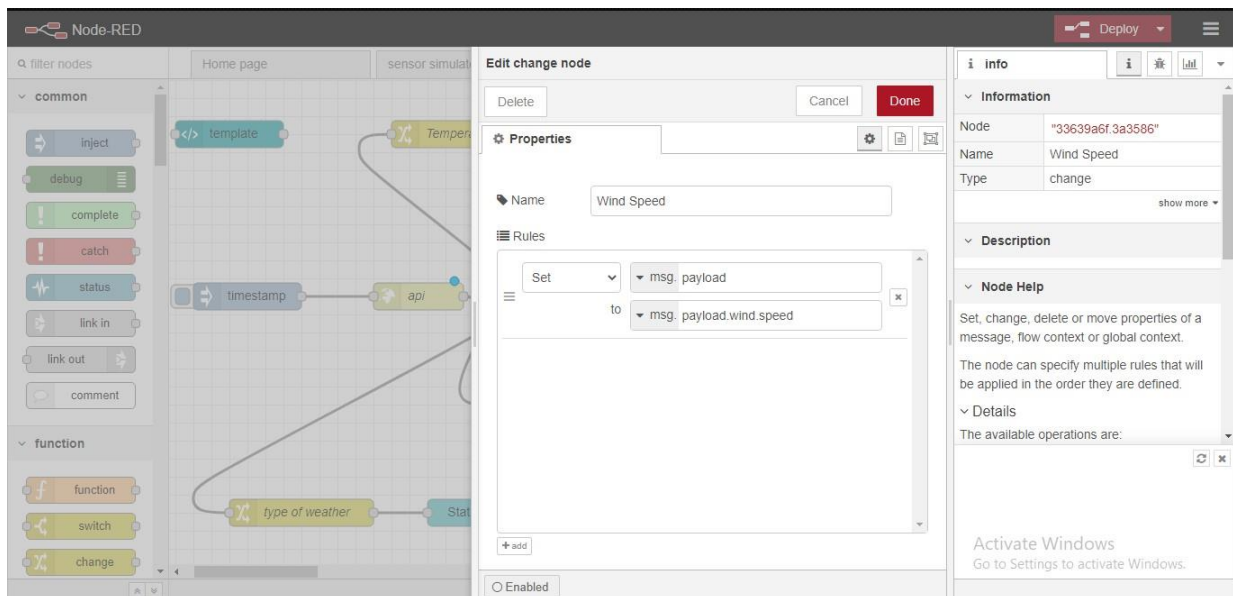 Node-RED
Deploy
filter nodes
Home page
sensor simulat
common
inject
debug
complete
catch
status
link in
link out
comment
function
function
switch
change
template
Temper
timestamp
api
type of weather
Stat
Edit change node
Delete
Cancel
Done
Properties
Name
Wind Speed
Rules
Set
msg. payload
to
msg. payload.wind.speed
add
Enabled
info
Information
Node
"33639a6f.3a3586"
Name
Wind Speed
Type
change
show more
Description
Node Help
Set, change, delete or move properties of a
message, flow context or global context.
The node can specify multiple rules that will
be applied in the order they are defined.
Details
The available operations are:
Activate Windows
Go to Settings to activate Windows.